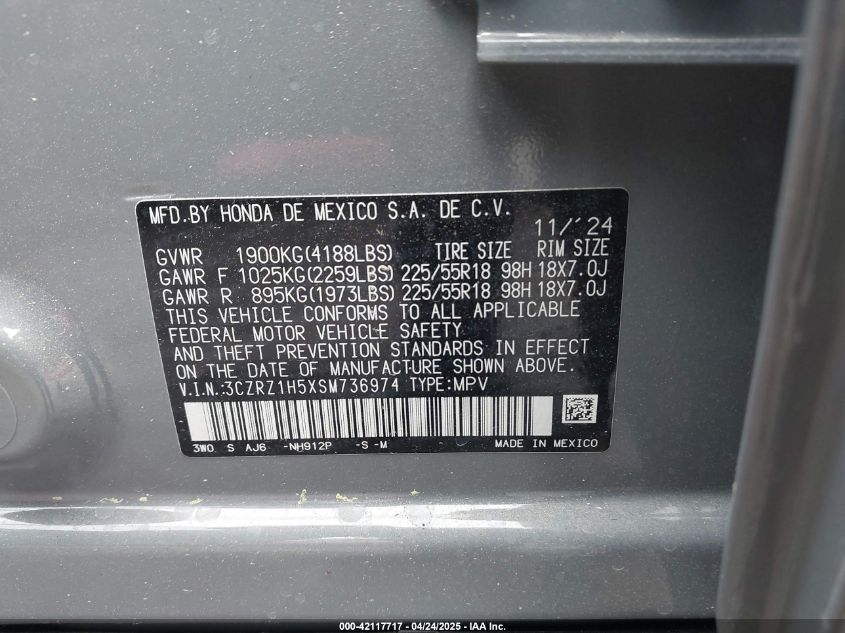 MFD.BY HONDA DE MEXICO S.A. DE C.V.
11/´24
GVWR 1900KG(4188LBS) TIRE SIZE RIM SIZE
GAWR F 1025KG(2259LBS) 225/55R18 98H 18X7.0J
GAWR R 895KG(1973LBS) 225/55R18 98H 18X7.0J
THIS VEHICLE CONFORMS TO ALL APPLICABLE
FEDERAL MOTOR VEHICLE SAFETY
AND THEFT PREVENTION STANDARDS IN EFFECT
ON THE DATE OF MANUFACTURE SHOWN ABOVE.
V.I.N.:3CZRZ1H5XSM736974 TYPE:MPV
3W0 S AJ6 -NH912P -S -M MADE IN MEXICO
000-42117717 - 04/24/2025 - IAA Inc.